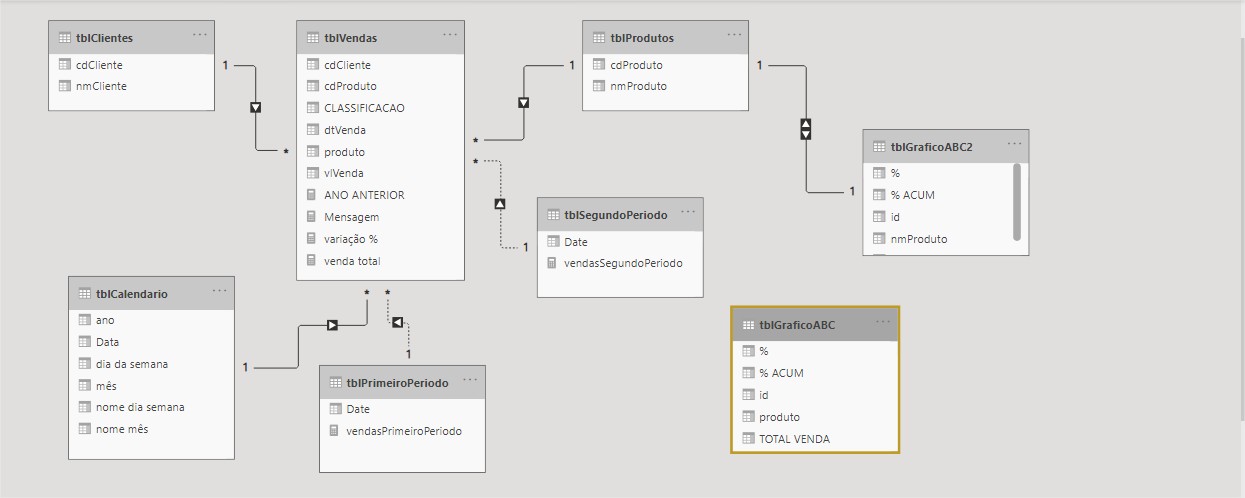 tblClientes
cdCliente
nmCliente
tblVendas
cdCliente
cdProduto
CLASSIFICACAO
dtVenda
produto
vlVenda
ANO ANTERIOR
Mensagem
variação %
venda total
tblProdutos
cdProduto
nmProduto
tblGraficoABC2
%
% ACUM
id
nmProduto
tblSegundoPeriodo
Date
vendasSegundoPeriodo
tblCalendario
ano
Data
dia da semana
mês
nome dia semana
nome mês
tblPrimeiroPeriodo
Date
vendasPrimeiroPeriodo
tblGraficoABC
%
% ACUM
id
produto
TOTAL VENDA
1
*
1
*
1
1
*
1
*
1
*
1